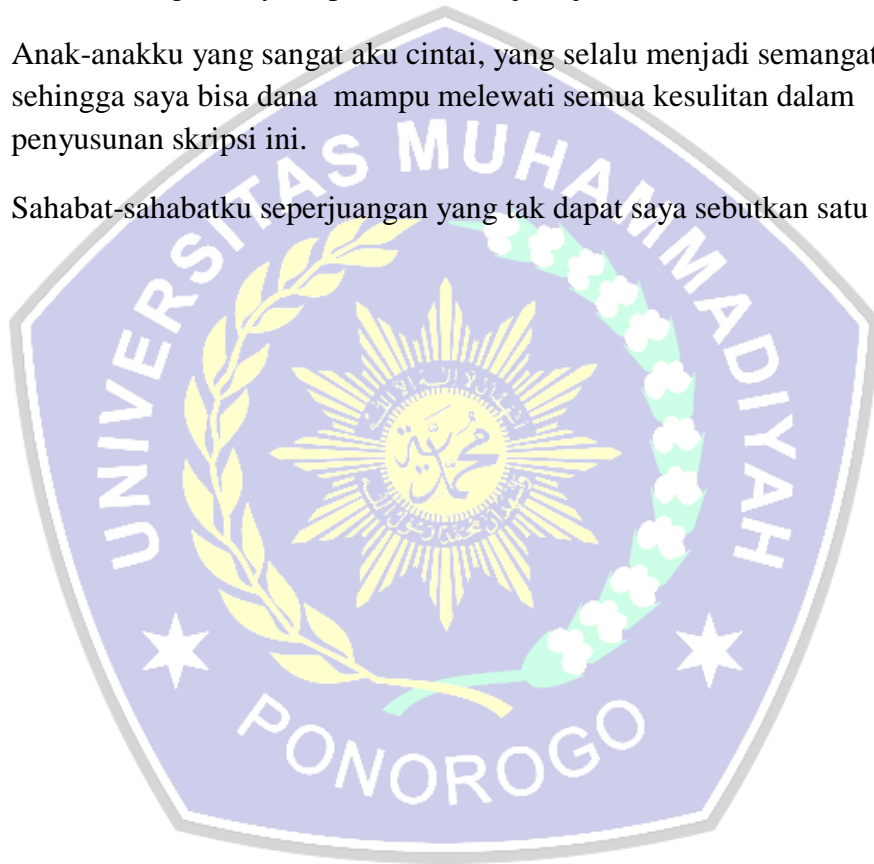 Anak-anakku yang sangat aku cintai, yang selalu menjadi semangat
sehingga saya bisa dana mampu melewati semua kesulitan dalam
penyusunan skripsi ini.
Sahabat-sahabatku seperjuangan yang tak dapat saya sebutkan satu
UNIVERSITAS MUHAMMADIYAH
PONOROGO